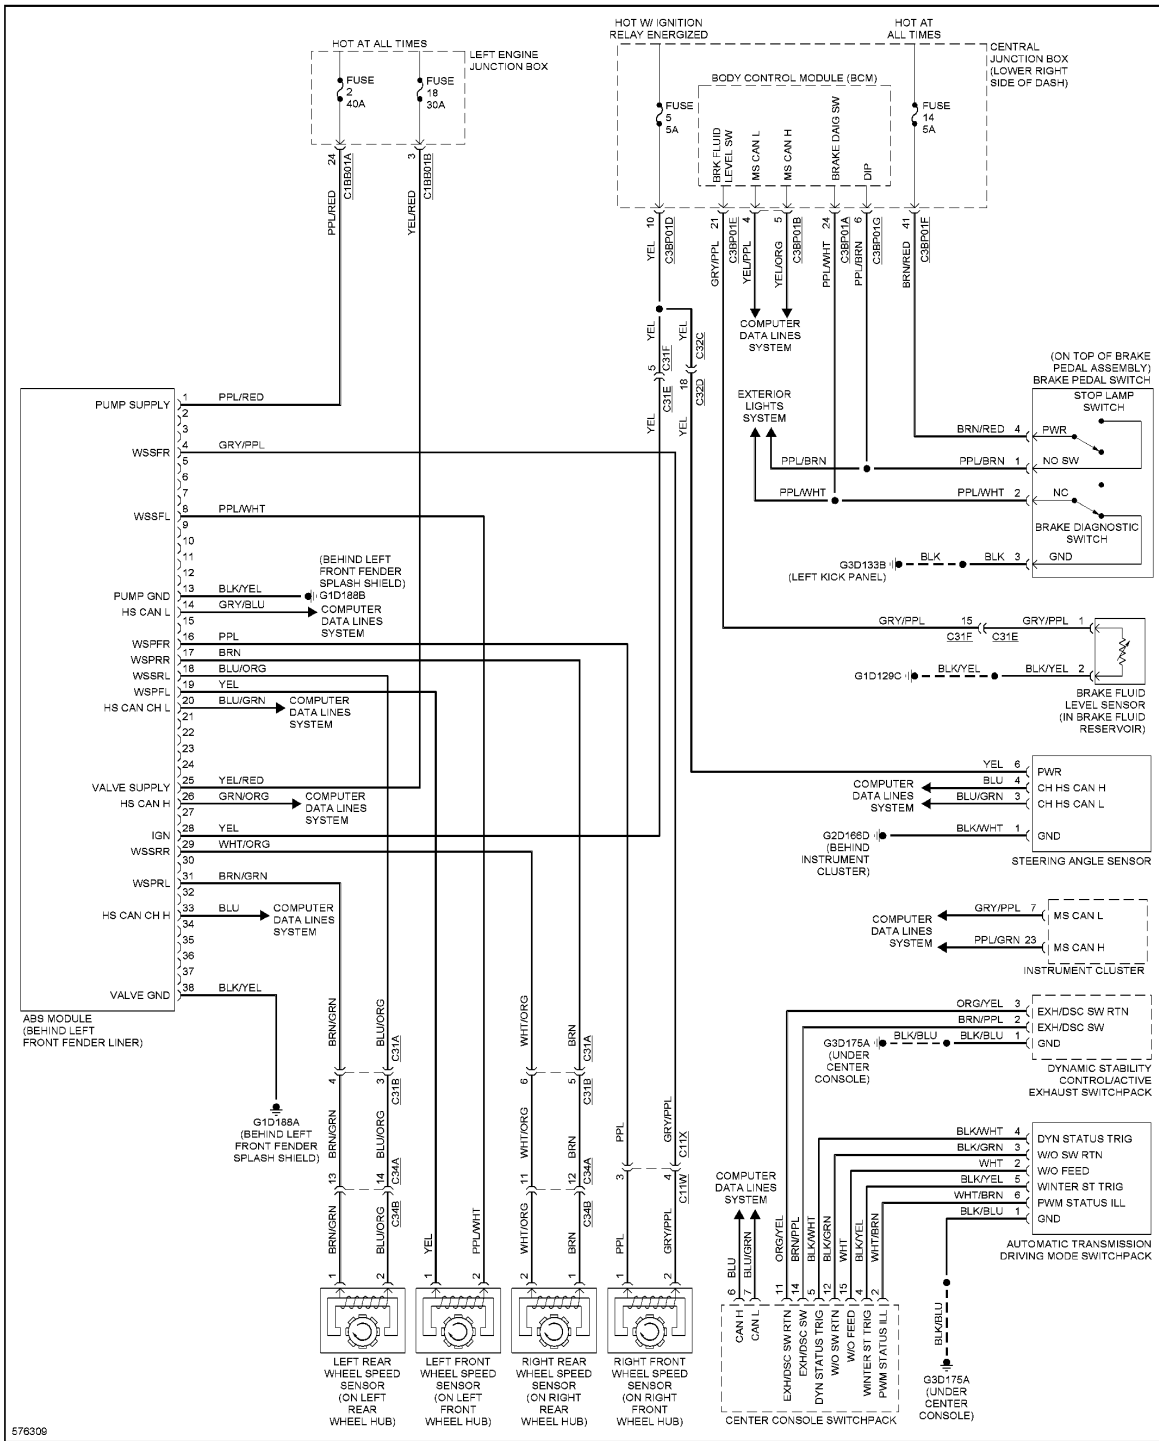 HOT AT ALL TIMES
LEFT ENGINE
JUNCTION BOX
FUSE
2
40A
FUSE
18
30A
24
C1BB01A
3
C1BB01B
PPL/RED
YEL/RED
HOT W/ IGNITION
RELAY ENERGIZED
HOT AT
ALL TIMES
CENTRAL
JUNCTION BOX
(LOWER RIGHT
SIDE OF DASH)
BODY CONTROL MODULE (BCM)
FUSE
5
5A
BRK FLUID
LEVEL SW
MS CAN L
MS CAN H
BRAKE DAIG SW
DIP
FUSE
14
5A
10
C3BP01D
21
C3BP01E
4
5
C3BP01B
24
C3BP01A
6
C3BP01G
41
C3BP01F
YEL
GRY/PPL
YEL/PPL
YEL/ORG
PPL/WHT
PPL/BRN
BRN/RED
COMPUTER
DATA LINES
SYSTEM
YEL
YEL
5
C31F
C31E
18
C32C
C32D
YEL
YEL
EXTERIOR
LIGHTS
SYSTEM
(ON TOP OF BRAKE
PEDAL ASSEMBLY)
BRAKE PEDAL SWITCH
STOP LAMP
SWITCH
BRN/RED 4 PWR
PPL/BRN
PPL/BRN 1 NO SW
PPL/WHT
PPL/WHT 2 NC
BRAKE DIAGNOSTIC
SWITCH
BLK
BLK 3 GND
G3D133B
(LEFT KICK PANEL)
GRY/PPL 15
C31F C31E
GRY/PPL 1
G1D129C
BLK/YEL
BLK/YEL 2
BRAKE FLUID
LEVEL SENSOR
(IN BRAKE FLUID
RESERVOIR)
YEL 6 PWR
BLU 4 CH HS CAN H
BLU/GRN 3 CH HS CAN L
BLK/WHT 1 GND
COMPUTER
DATA LINES
SYSTEM
G2D166D
(BEHIND
INSTRUMENT
CLUSTER)
STEERING ANGLE SENSOR
GRY/PPL 7 MS CAN L
PPL/GRN 23 MS CAN H
COMPUTER
DATA LINES
SYSTEM
INSTRUMENT CLUSTER
ORG/YEL 3 EXH/DSC SW RTN
BRN/PPL 2 EXH/DSC SW
BLK/BLU
BLK/BLU 1 GND
G3D175A
(UNDER
CENTER
CONSOLE)
DYNAMIC STABILITY
CONTROL/ACTIVE
EXHAUST SWITCHPACK
BLK/WHT 4 DYN STATUS TRIG
BLK/GRN 3 W/O SW RTN
WHT 2 W/O FEED
BLK/YEL 5 WINTER ST TRIG
WHT/BRN 6 PWM STATUS ILL
BLK/BLU 1 GND
AUTOMATIC TRANSMISSION
DRIVING MODE SWITCHPACK
BLK/BLU
G3D175A
(UNDER
CENTER
CONSOLE)
PUMP SUPPLY 1 PPL/RED
2
3
WSSFR 4 GRY/PPL
5
6
7
WSSFL 8 PPL/WHT
9
10
11
12
PUMP GND 13 BLK/YEL
HS CAN L 14 GRY/BLU
15
WSPFR 16 PPL
WSPRR 17 BRN
WSSRL 18 BLU/ORG
WSPFL 19 YEL
HS CAN CH L 20 BLU/GRN
21
22
23
24
VALVE SUPPLY 25 YEL/RED
HS CAN H 26 GRN/ORG
27
IGN 28 YEL
WSSRR 29 WHT/ORG
30
WSPRL 31 BRN/GRN
32
HS CAN CH H 33 BLU
34
35
36
37
VALVE GND 38 BLK/YEL
ABS MODULE
(BEHIND LEFT
FRONT FENDER LINER)
(BEHIND LEFT
FRONT FENDER
SPLASH SHIELD)
G1D188B
COMPUTER
DATA LINES
SYSTEM
COMPUTER
DATA LINES
SYSTEM
COMPUTER
DATA LINES
SYSTEM
COMPUTER
DATA LINES
SYSTEM
G1D188A
(BEHIND LEFT
FRONT FENDER
SPLASH SHIELD)
BRN/GRN
BLU/ORG
WHT/ORG
BRN
4
3
C31A
C31B
6
5
C31A
C31B
BRN/GRN
BLU/ORG
WHT/ORG
BRN
PPL
GRY/PPL
13
14
C34A
C34B
11
12
C34A
C34B
3
4
C11X
C11W
BRN/GRN
BLU/ORG
YEL
PPL/WHT
WHT/ORG
BRN
PPL
GRY/PPL
1
2
1
2
2
1
1
2
LEFT REAR
WHEEL SPEED
SENSOR
(ON LEFT
REAR
WHEEL HUB)
LEFT FRONT
WHEEL SPEED
SENSOR
(ON LEFT
FRONT
WHEEL HUB)
RIGHT REAR
WHEEL SPEED
SENSOR
(ON RIGHT
REAR
WHEEL HUB)
RIGHT FRONT
WHEEL SPEED
SENSOR
(ON RIGHT
FRONT
WHEEL HUB)
COMPUTER
DATA LINES
SYSTEM
BLU
BLU/GRN
ORG/YEL
BRN/PPL
BLK/WHT
BLK/GRN
WHT
BLK/YEL
WHT/BRN
6
7
11
14
5
12
15
4
2
CAN H
CAN L
EXH/DSC SW RTN
EXH/DSC SW
DYN STATUS TRIG
W/O SW RTN
W/O FEED
WINTER ST TRIG
PWM STATUS ILL
CENTER CONSOLE SWITCHPACK
576309